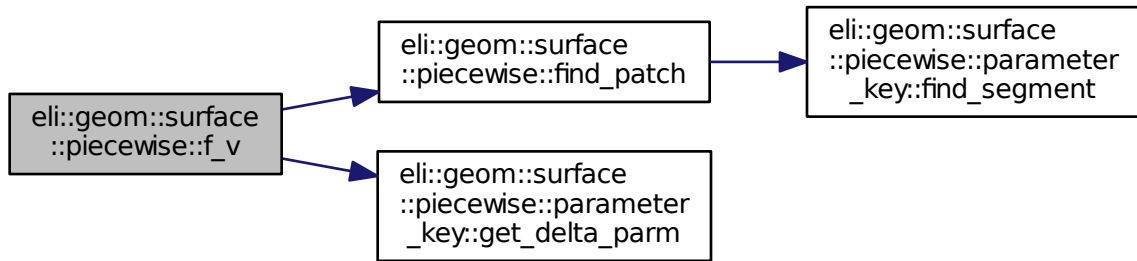 eli::geom::surface
::piecewise::f_v
eli::geom::surface
::piecewise::find_patch
eli::geom::surface
::piecewise::parameter
_key::find_segment
eli::geom::surface
::piecewise::parameter
_key::get_delta_parm